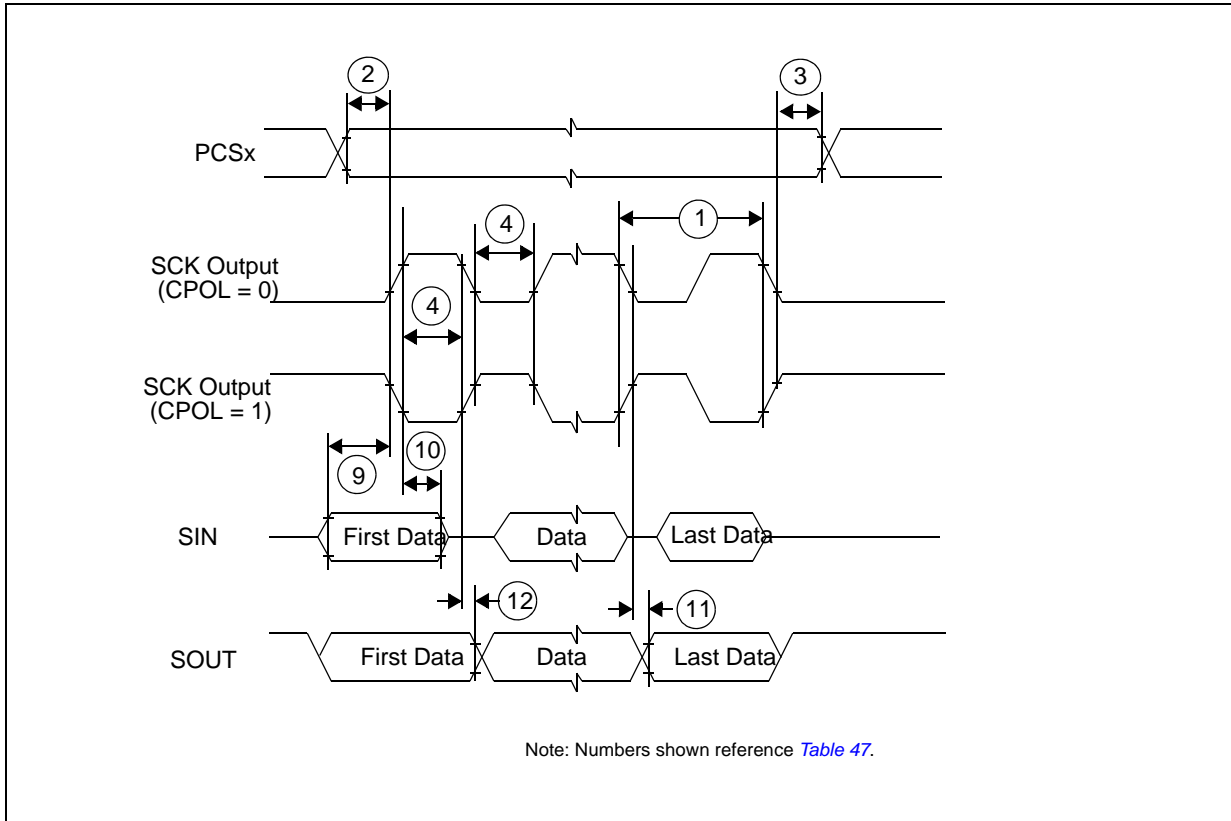 2
3
PCSx
4
1
SCK Output
(CPOL = 0)
4
SCK Output
(CPOL = 1)
10
9
SIN
First Data
Data
Last Data
12
11
SOUT
First Data
Data
Last Data
Note: Numbers shown reference Table 47.